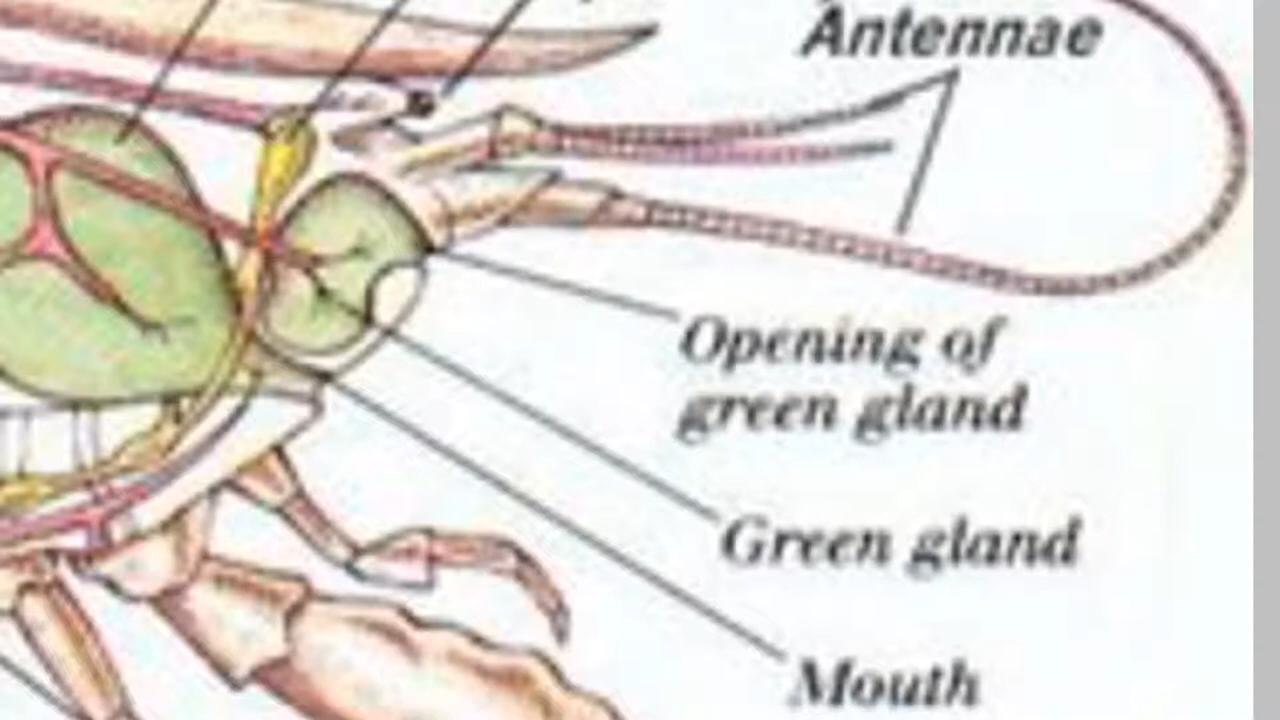 Antennae
Opening of
green gland
Green gland
Mouth